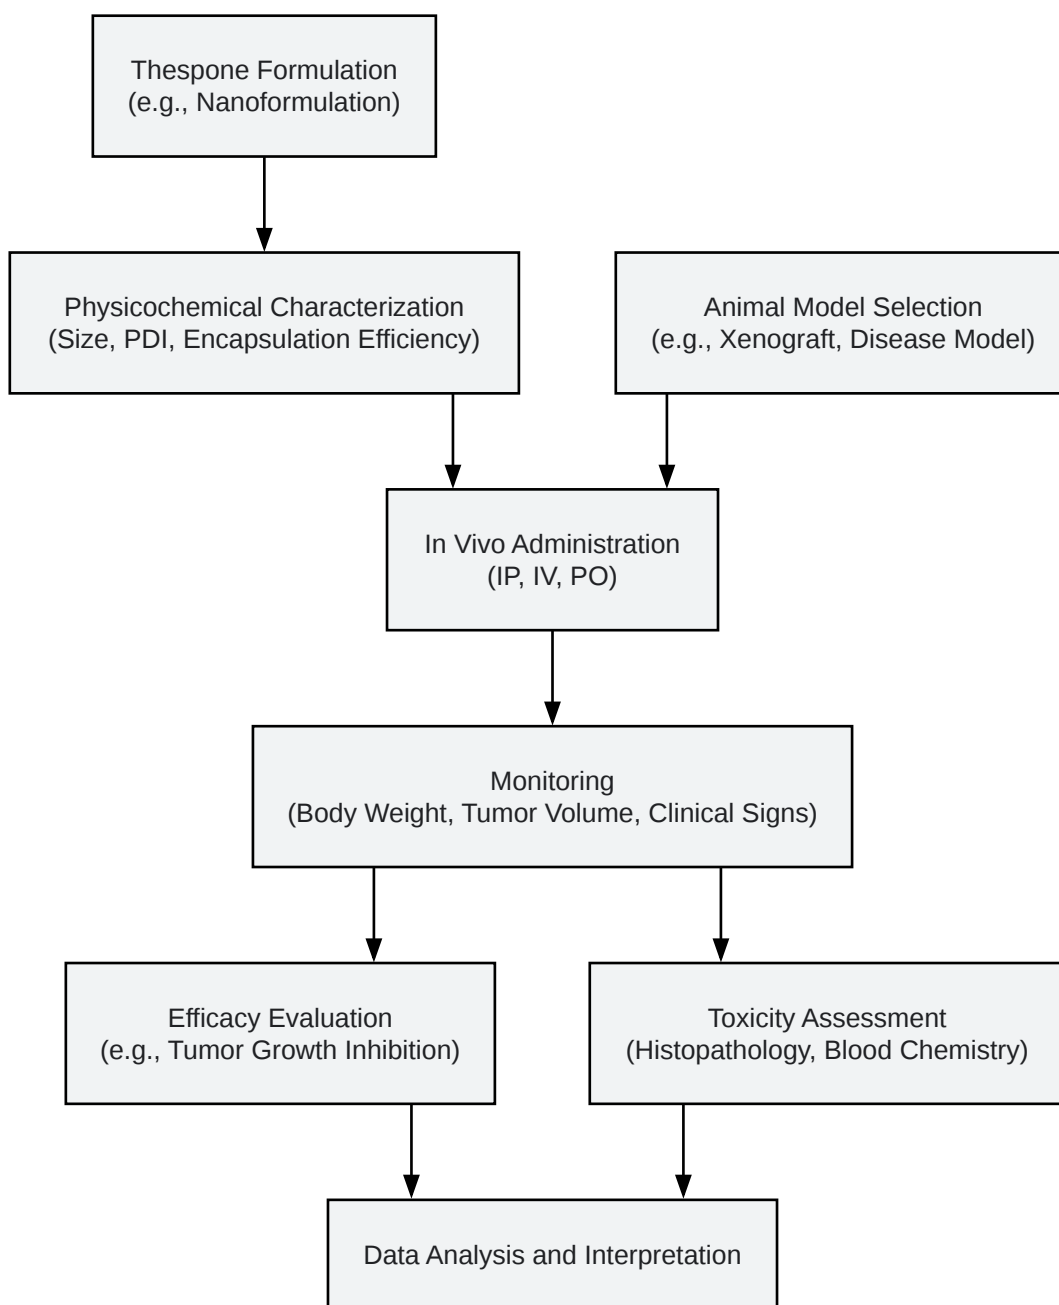 Thespone Formulation
(e.g., Nanoformulation)
Physicochemical Characterization
(Size, PDI, Encapsulation Efficiency)
Animal Model Selection
(e.g., Xenograft, Disease Model)
In Vivo Administration
(IP, IV, PO)
Monitoring
(Body Weight, Tumor Volume, Clinical Signs)
Efficacy Evaluation
(e.g., Tumor Growth Inhibition)
Toxicity Assessment
(Histopathology, Blood Chemistry)
Data Analysis and Interpretation